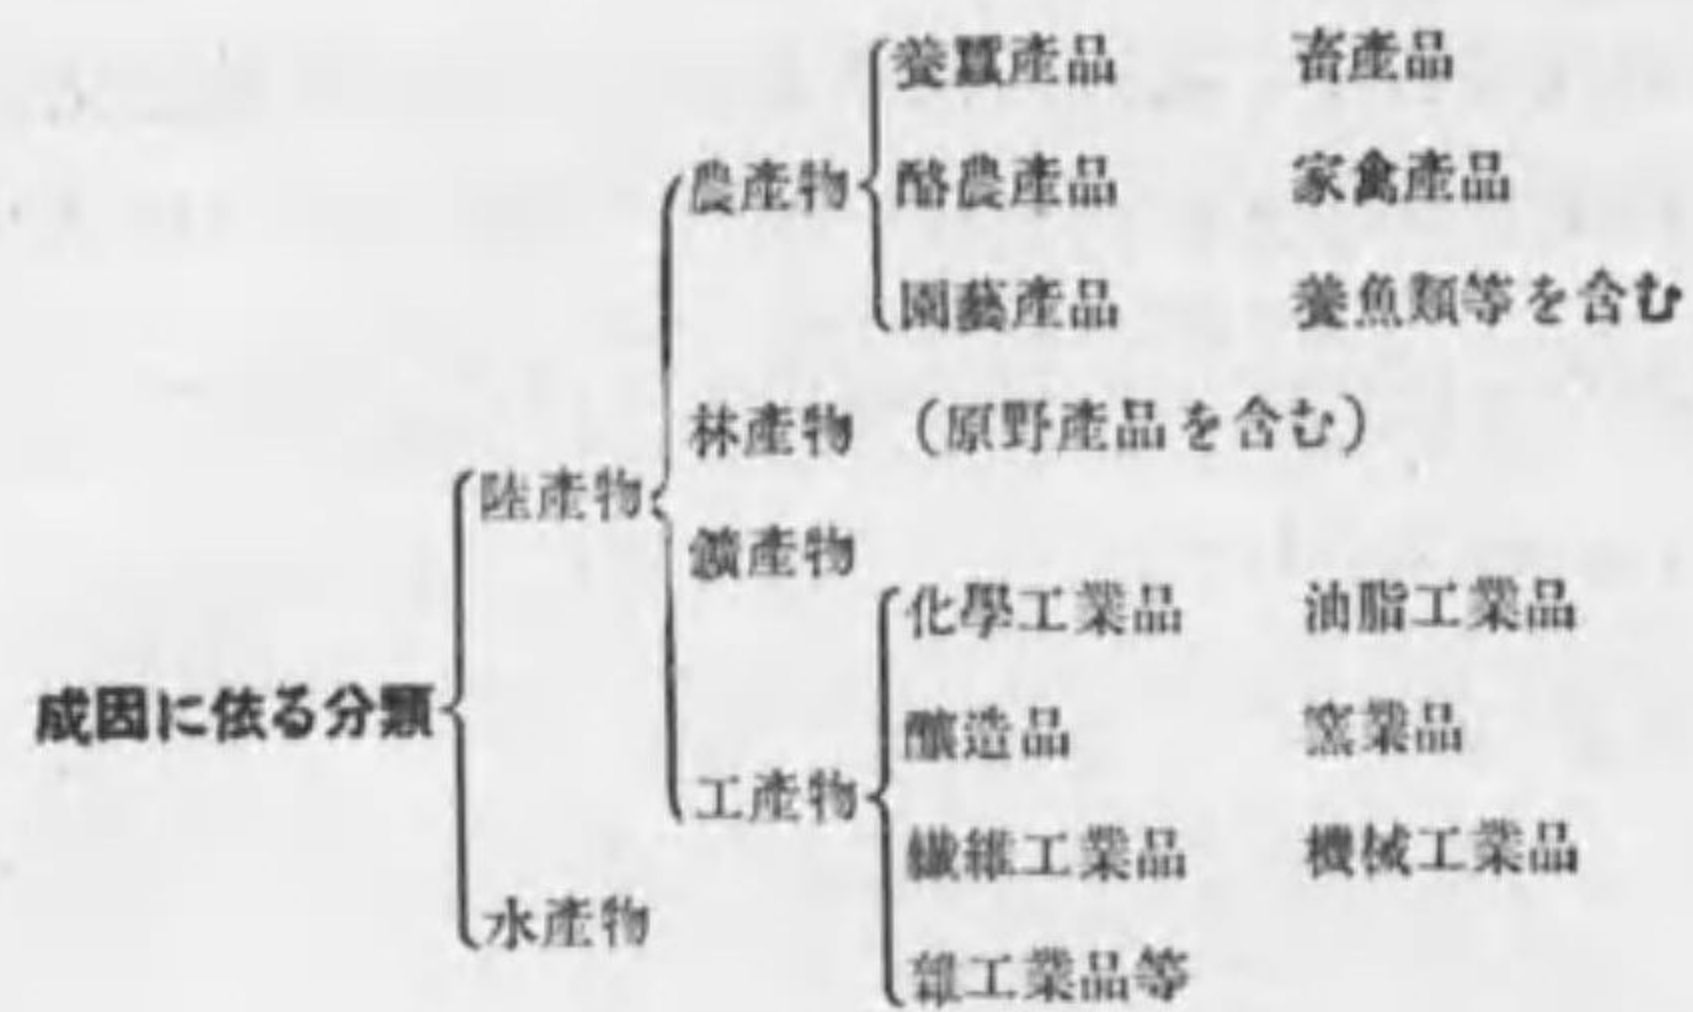 養蠶產品 畜產品
農產物 酪農產品 家禽產品
園藝產品 養魚類等を含む
林產物 （原野產品を含む）
陸產物
鑛產物
化學工業品 油脂工業品
成因に依る分類 釀造品 窯業品
工產物
纖維工業品 機械工業品
水產物
雜工業品等